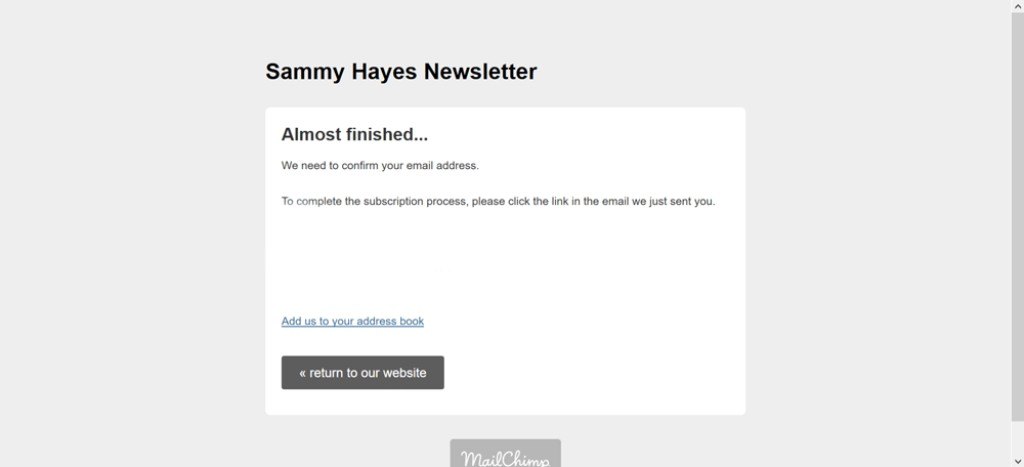 Sammy Hayes Newsletter
Almost finished...
We need to confirm your email address.
To complete the subscription process, please click the link in the email we just sent you.
Add us to your address book
« return to our website
MailChimp